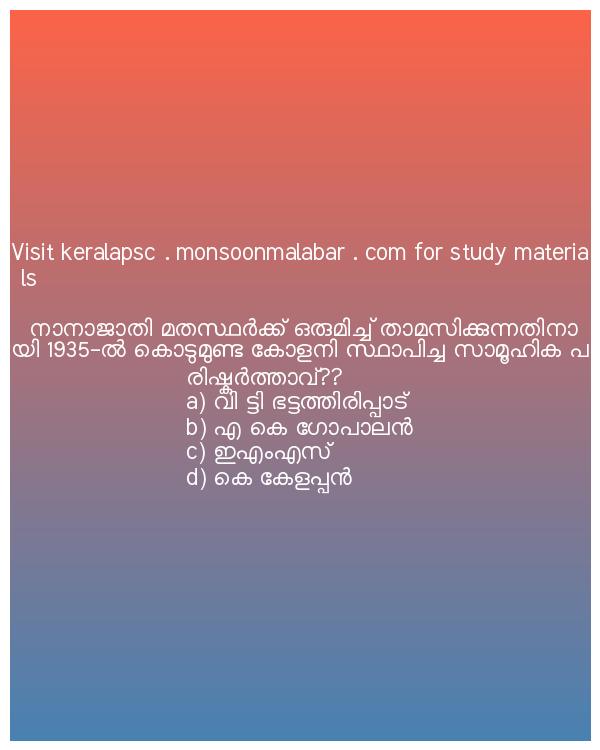 Visit keralapsc . monsoonmalabar . com for study materia
ls
നാനാജാതി മതസ്ഥർക്ക് ഒരുമിച്ച് താമസിക്കുന്നതിനാ
യി 1935-ൽ കൊടുമുണ്ട കോളനി സ്ഥാപിച്ച സാമൂഹിക പ
രിഷ്കർത്താവ്??
a) വി ട്ടി ഭട്ടത്തിരിപ്പാട്
b) എ കെ ഗോപാലൻ
c) ഇഎംഎസ്
d) കെ കേളപ്പൻ